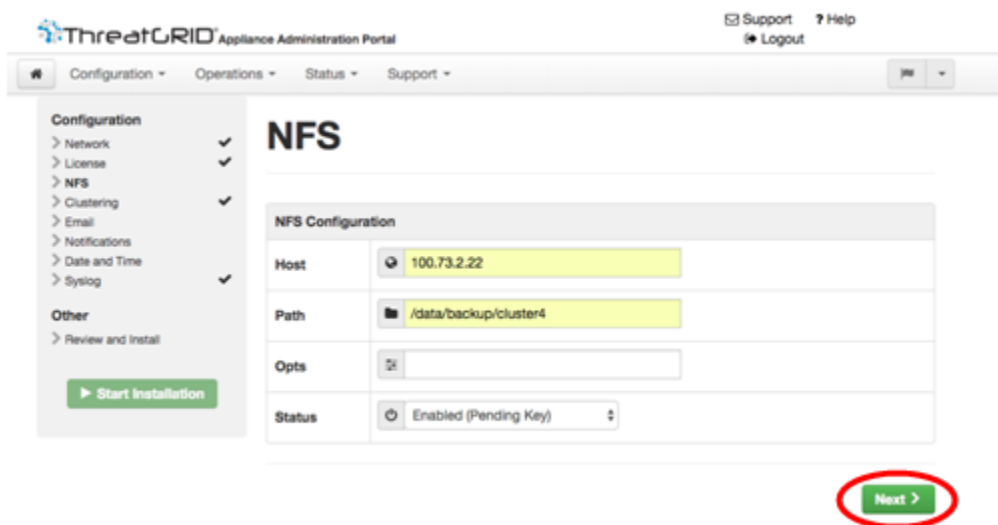 ThreatGRID Appliance Administration Portal
Support ? Help
Logout
Configuration Operations Status Support
Configuration
Network
License
NFS
Clustering
Email
Notifications
Date and Time
Syslog
Other
Review and Install
Start Installation
NFS
NFS Configuration
Host 100.73.2.22
Path /data/backup/cluster4
Opts
Status Enabled (Pending Key)
Next